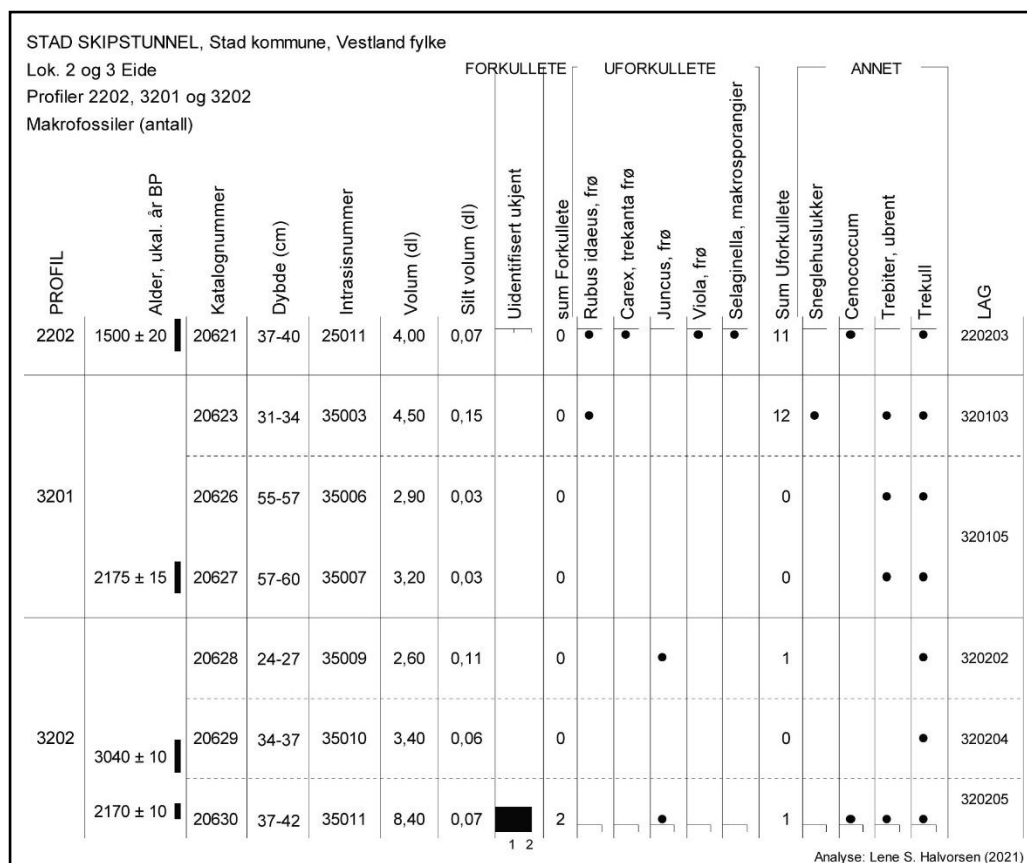 STAD SKIPSTUNNEL, Stad kommune, Vestland fylke
Lok. 2 og 3 Eide
Profiler 2202, 3201 og 3202
Makrofossiler (antall)
FORKULLETE UFORKULLETE ANNET
PROFIL
Alder, ukal. år BP
Katalognummer
Dybde (cm)
Intrasisnummer
Volum (dl)
Silt volum (dl)
Uidentifisert ukjent
sum Forkullete
Rubus idaeus, frø
Carex, trekanta frø
Juncus, frø
Viola, frø
Selaginella, makrosporangier
Sum Uforkullete
Sneglehuslukker
Cenococcum
Trebiter, ubrent
Trekull
LAG
2202 1500 ± 20 20621 37-40 25011 4,00 0,07 0 11 220203
20623 31-34 35003 4,50 0,15 0 12 320103
3201 20626 55-57 35006 2,90 0,03 0 0
320105
2175 ± 15 20627 57-60 35007 3,20 0,03 0 0
20628 24-27 35009 2,60 0,11 0 1 320202
3202 20629 34-37 35010 3,40 0,06 0 0 320204
3040 ± 10
320205
2170 ± 10 20630 37-42 35011 8,40 0,07 2 1
1 2
Analyse: Lene S. Halvorsen (2021)